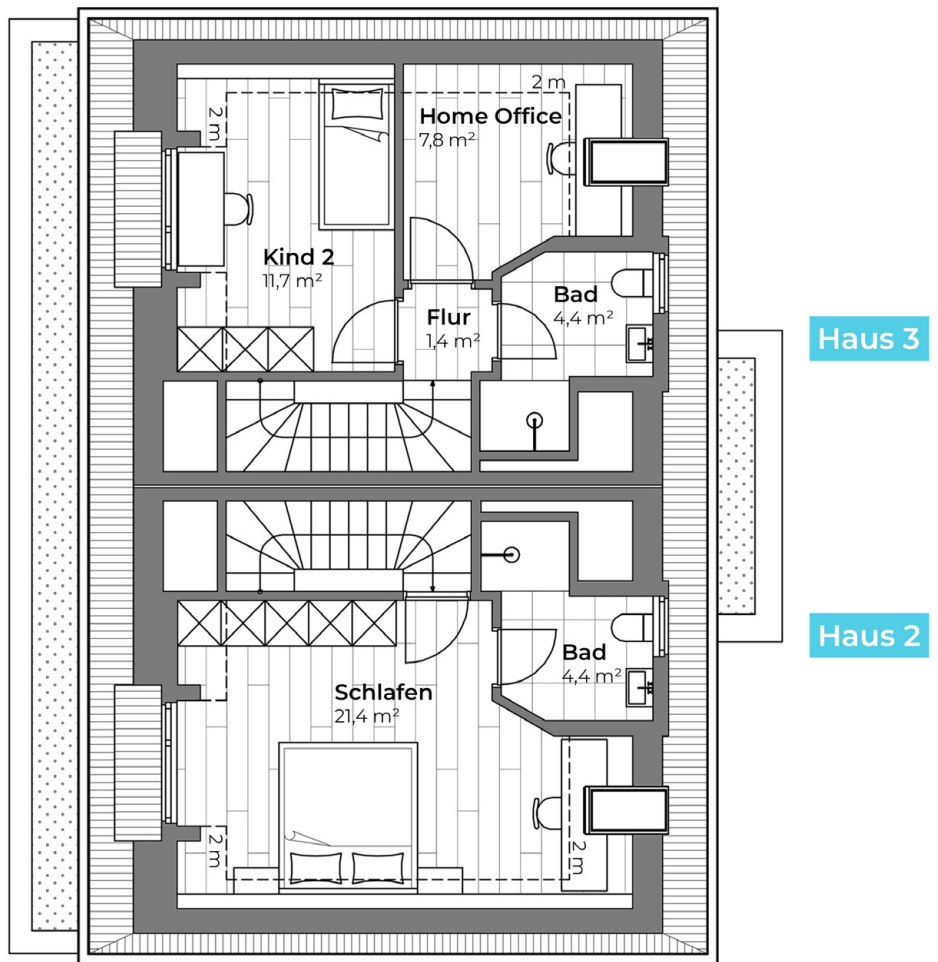 2 m
2 m
Home Office
7,8 m²
Kind 2
11,7 m²
Bad
4,4 m²
Flur
1,4 m²
Haus 3
Haus 2
Bad
4,4 m²
Schlafen
21,4 m²
2 m
2 m